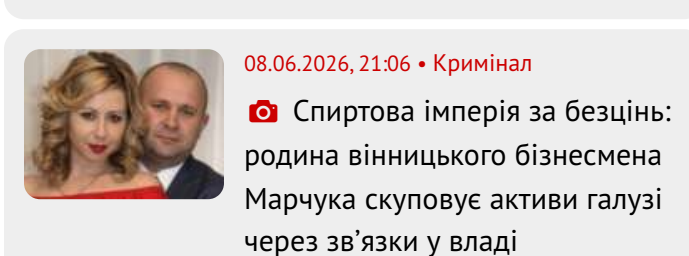 08.06.2026, 21:06 • Кримінал
Спиртова імперія за безцінь:
родина вінницького бізнесмена
Марчука скуповує активи галузі
через зв’язки у владі